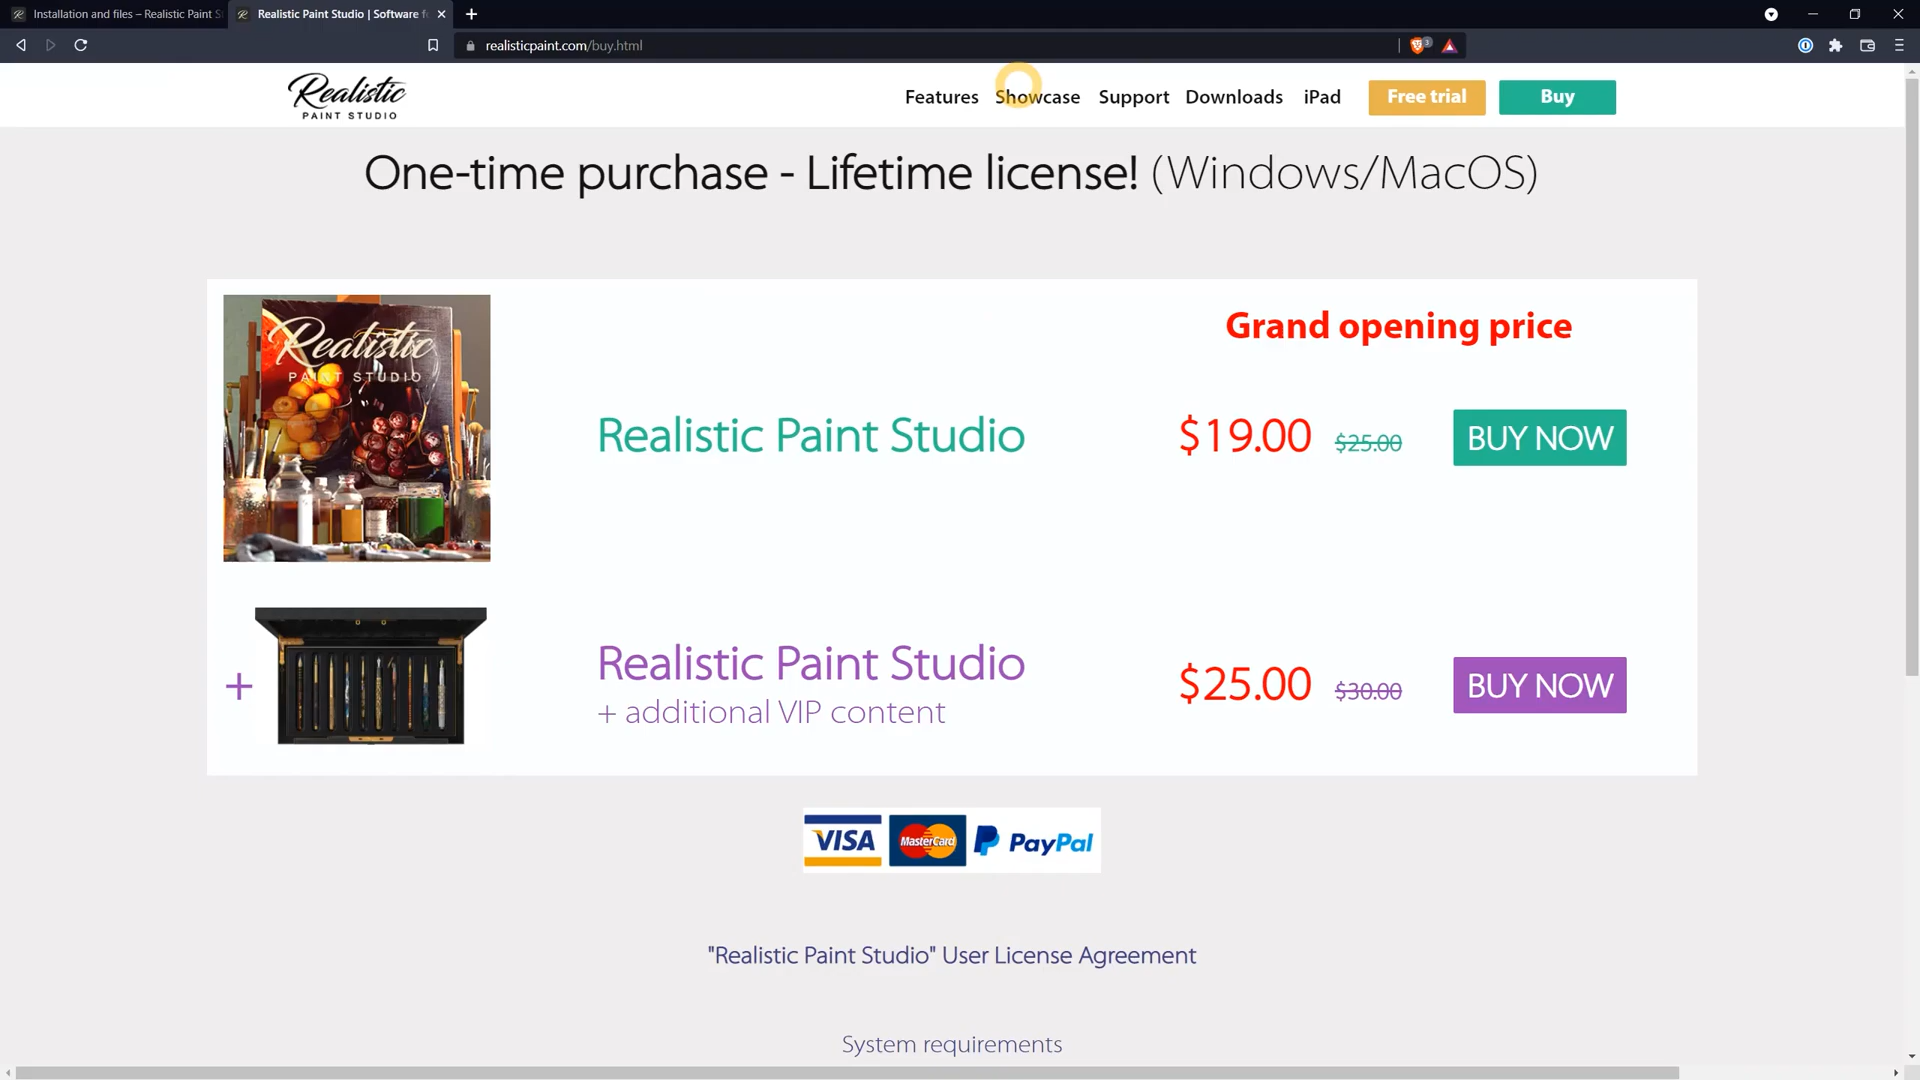 Installation and files – Realistic Paint S
Realistic Paint Studio | Software f
realisticpaint.com/buy.html
3
Realistic
PAINT STUDIO
Features
Showcase
Support
Downloads
iPad
Free trial
Buy
One-time purchase - Lifetime license! (Windows/MacOS)
Realistic
PAINT STUDIO
Grand opening price
Realistic Paint Studio
$19.00
$25.00
BUY NOW
+
Realistic Paint Studio
+ additional VIP content
$25.00
$30.00
BUY NOW
VISA
MasterCard
PayPal
"Realistic Paint Studio" User License Agreement
System requirements